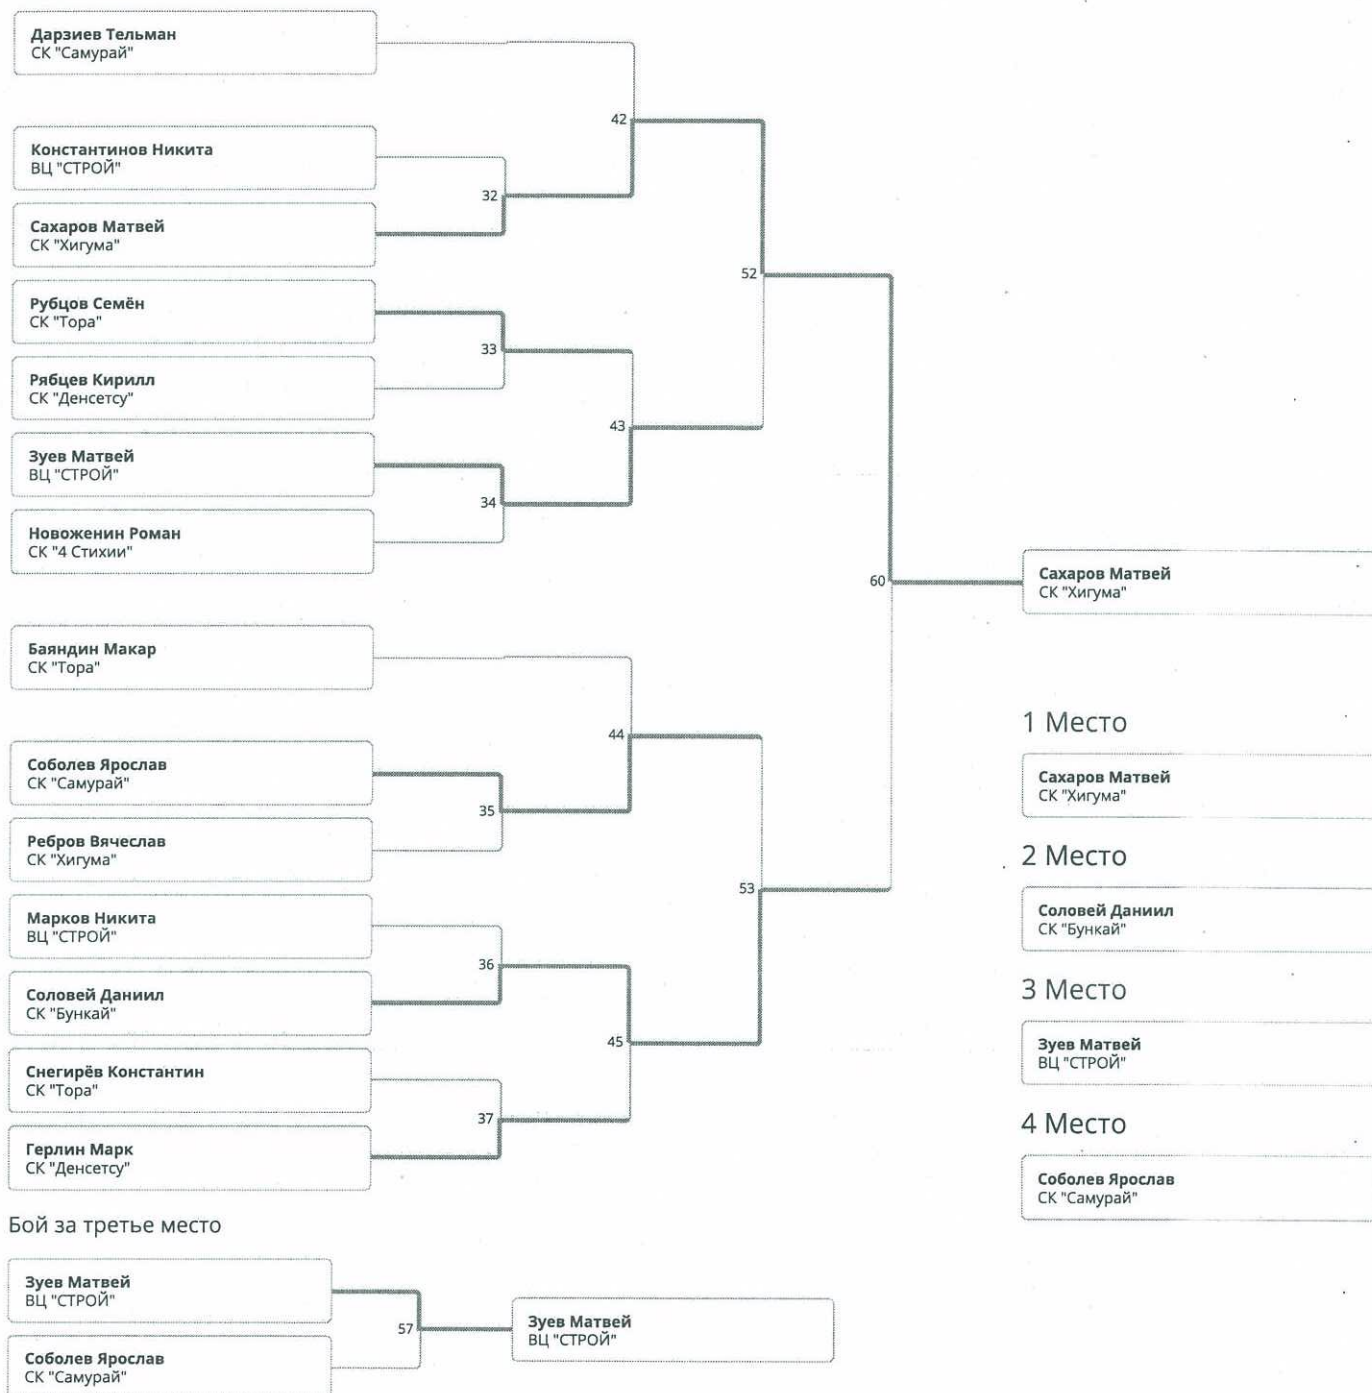 Дарзиев Тельман
СК "Самурай"
42
Константинов Никита
ВЦ "СТРОЙ"
32
Сахаров Матвей
СК "Хигума"
52
Рубцов Семён
СК "Тора"
33
Рябцев Кирилл
СК "Денсетсу"
43
Зуев Матвей
ВЦ "СТРОЙ"
34
Новоженин Роман
СК "4 Стихии"
60
Сахаров Матвей
СК "Хигума"
Баяндин Макар
СК "Тора"
44
Соболев Ярослав
СК "Самурай"
35
Ребров Вячеслав
СК "Хигума"
53
Марков Никита
ВЦ "СТРОЙ"
36
Соловей Даниил
СК "Бункай"
45
Снегирёв Константин
СК "Тора"
37
Герлин Марк
СК "Денсетсу"
1 Место
Сахаров Матвей
СК "Хигума"
2 Место
Соловей Даниил
СК "Бункай"
3 Место
Зуев Матвей
ВЦ "СТРОЙ"
4 Место
Соболев Ярослав
СК "Самурай"
Бой за третье место
Зуев Матвей
ВЦ "СТРОЙ"
57
Соболев Ярослав
СК "Самурай"
Зуев Матвей
ВЦ "СТРОЙ"